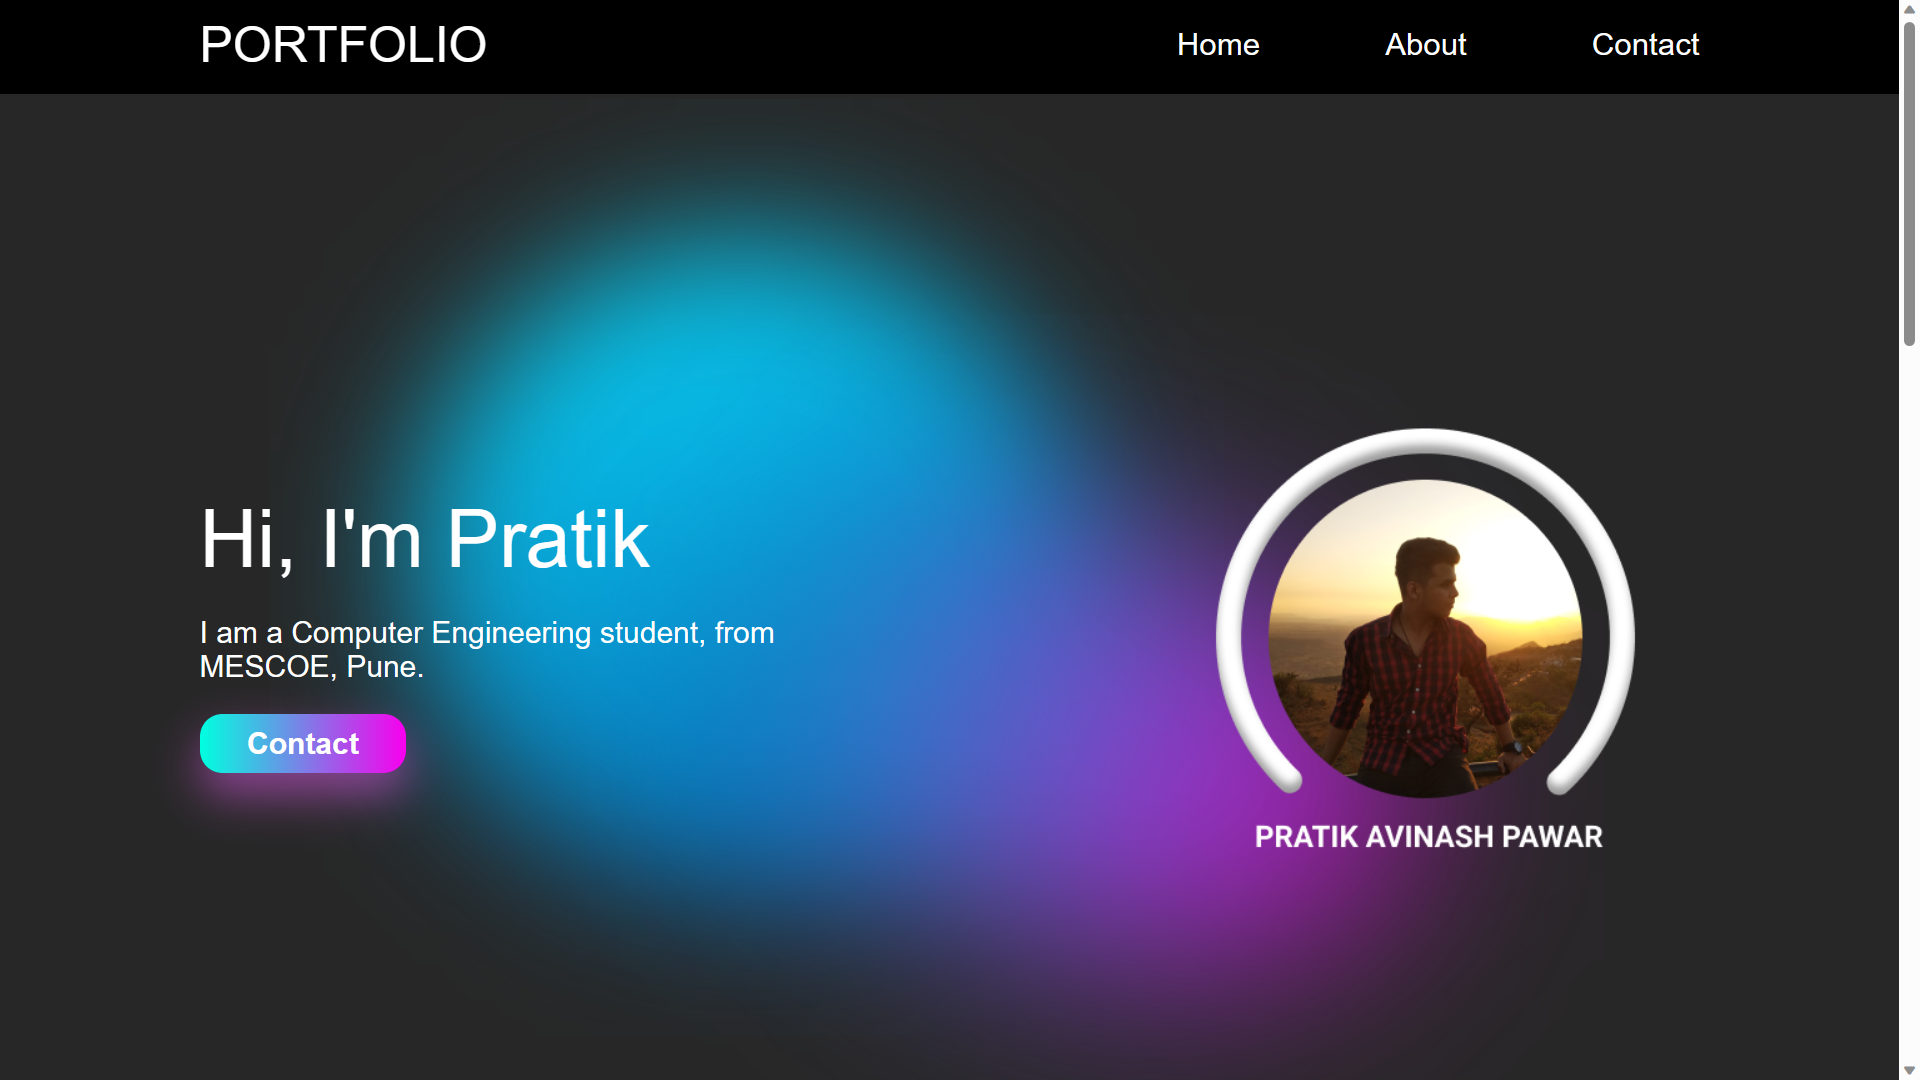 PORTFOLIO
Home
About
Contact
Hi, I'm Pratik
I am a Computer Engineering student, from
MESCOE, Pune.
Contact
PRATIK AVINASH PAWAR